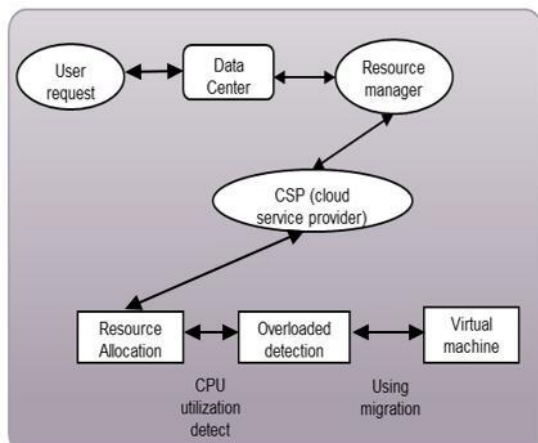 User
request
Data
Center
Resource
manager
CSP (cloud
service provider)
Resource
Allocation
Overloaded
detection
Virtual
machine
CPU
utilization
detect
Using
migration